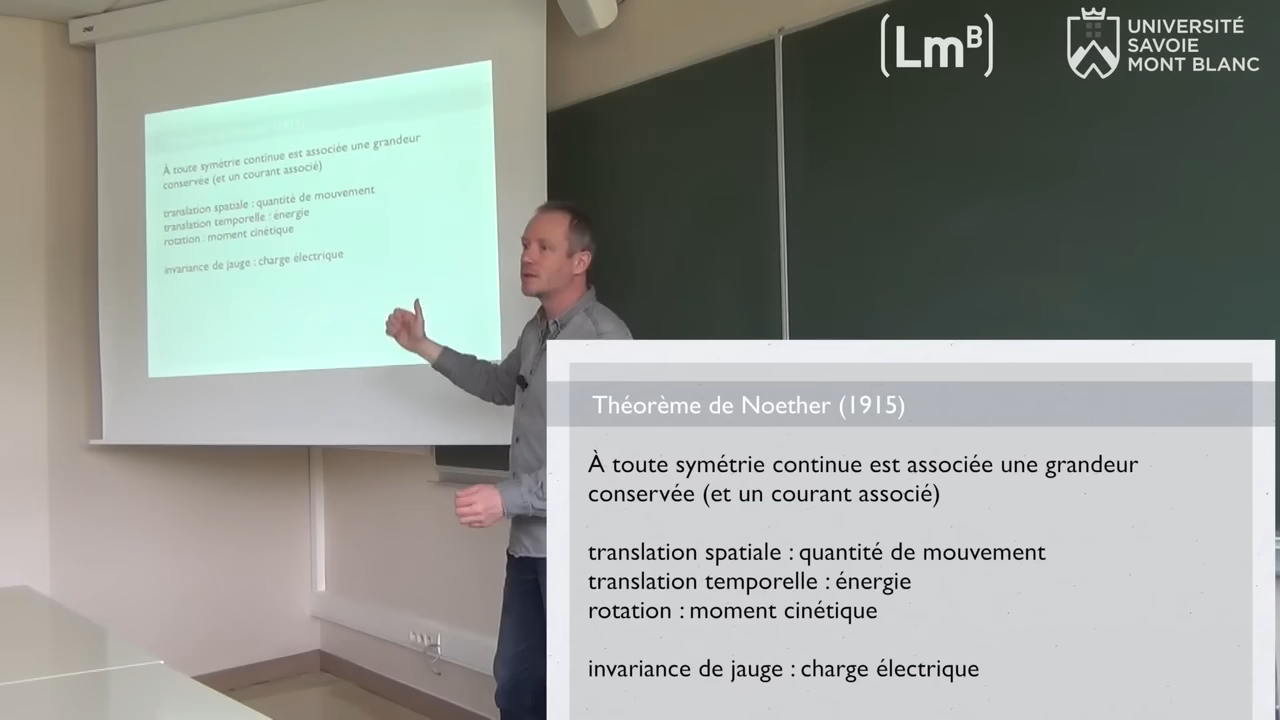 (Lmᴮ)
UNIVERSITÉ
SAVOIE
MONT BLANC
À toute symétrie continue est associée une grandeur
conservée (et un courant associé)
translation spatiale : quantité de mouvement
translation temporelle : énergie
rotation : moment cinétique
invariance de jauge : charge électrique
Théorème de Noether (1915)
À toute symétrie continue est associée une grandeur
conservée (et un courant associé)
translation spatiale : quantité de mouvement
translation temporelle : énergie
rotation : moment cinétique
invariance de jauge : charge électrique